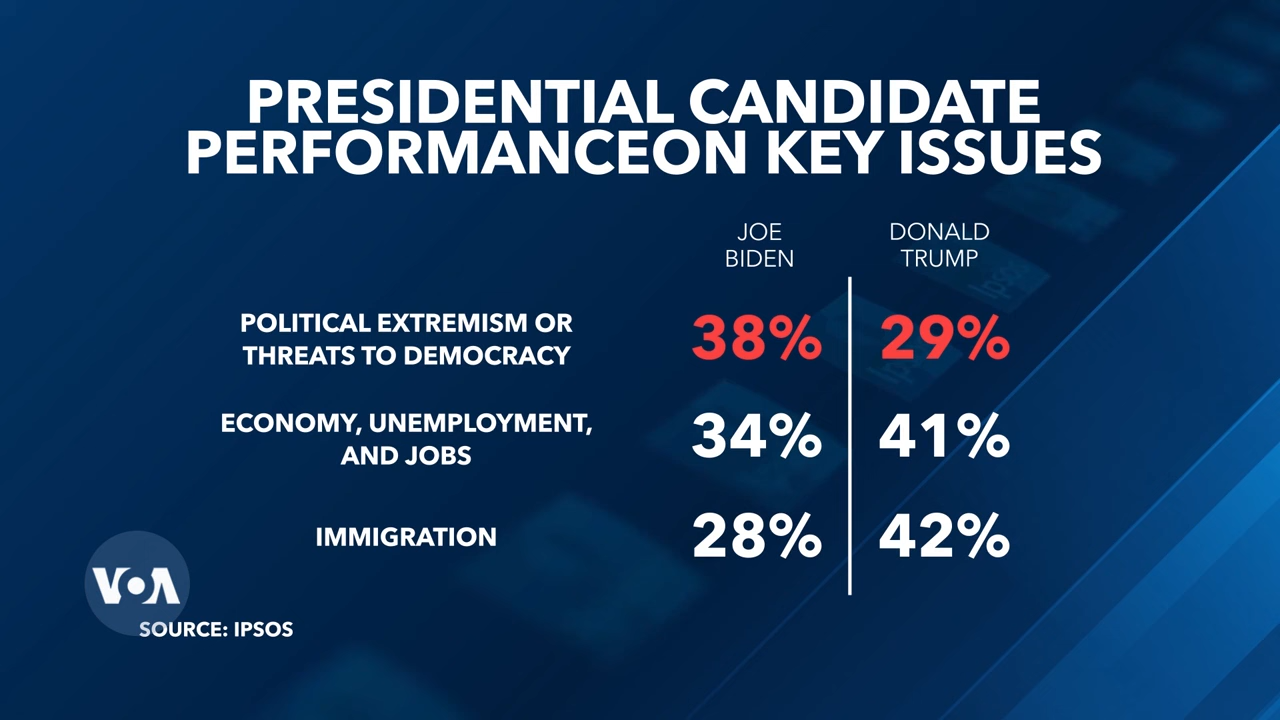 PRESIDENTIAL CANDIDATE
PERFORMANCEON KEY ISSUES
JOE
BIDEN
DONALD
TRUMP
POLITICAL EXTREMISM OR
THREATS TO DEMOCRACY
38%
29%
ECONOMY, UNEMPLOYMENT,
AND JOBS
34%
41%
IMMIGRATION
28%
42%
VOA
SOURCE: IPSOS
Ipsos